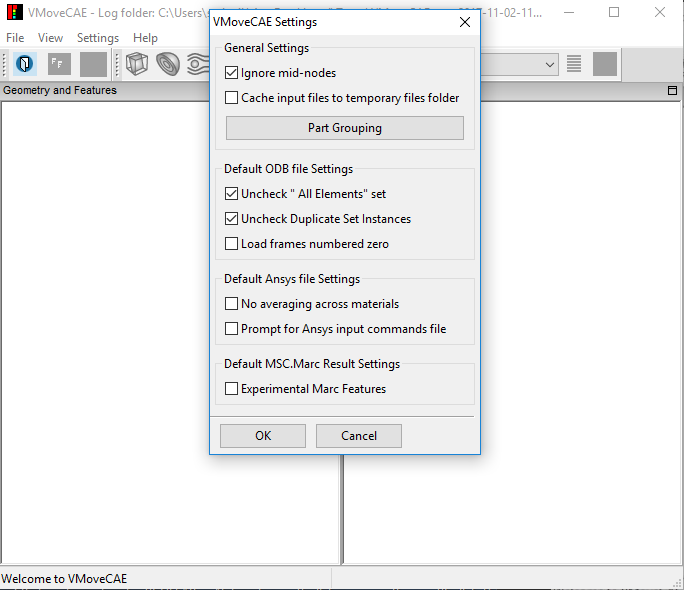 VMoveCAE - Log folder: C:\Users\s
-11-02-11...
VMoveCAE Settings
File View Settings Help
General Settings
Ignore mid-nodes
Cache input files to temporary files folder
Part Grouping
Geometry and Features
Default ODB file Settings
Uncheck " All Elements" set
Uncheck Duplicate Set Instances
Load frames numbered zero
Default Ansys file Settings
No averaging across materials
Prompt for Ansys input commands file
Default MSC.Marc Result Settings
Experimental Marc Features
OK Cancel
Welcome to VMoveCAE